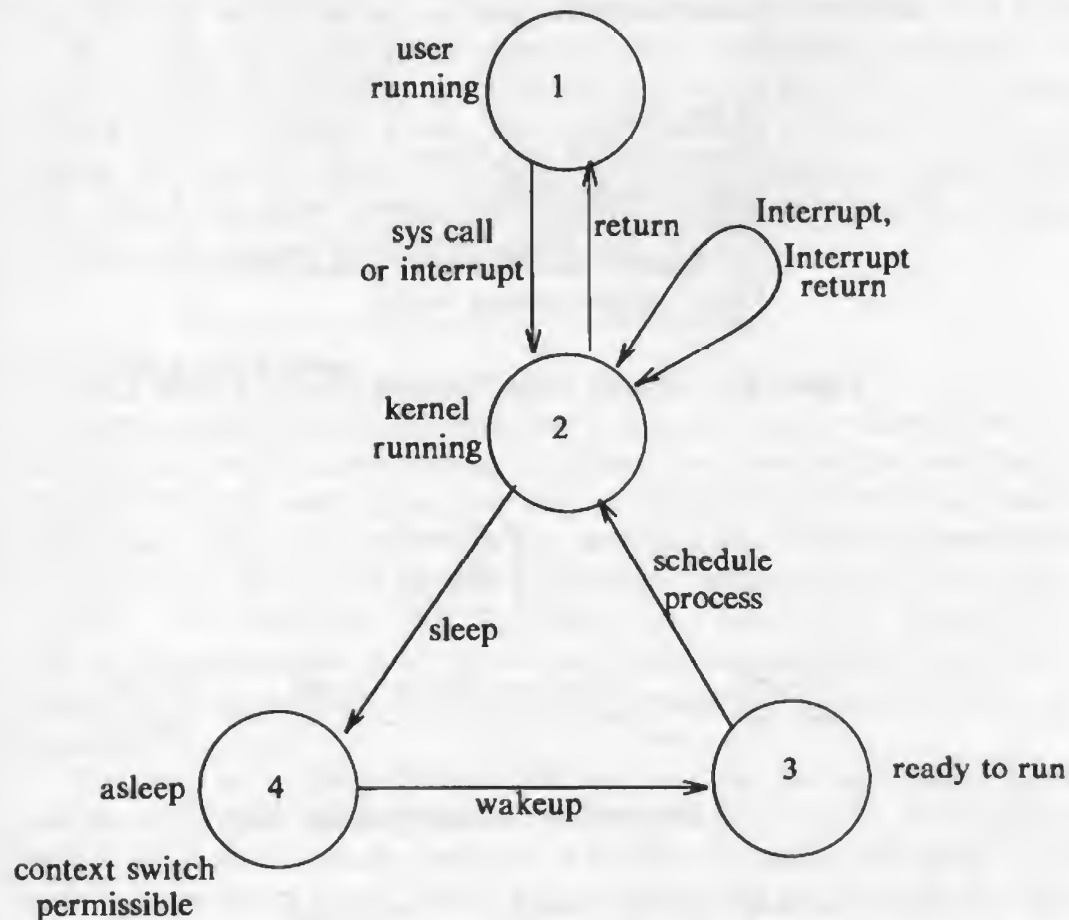 user
running
1
sys call
or interrupt
return
Interrupt,
Interrupt
return
kernel
running
2
sleep
schedule
process
asleep
4
wakeup
3
ready to run
context switch
permissible